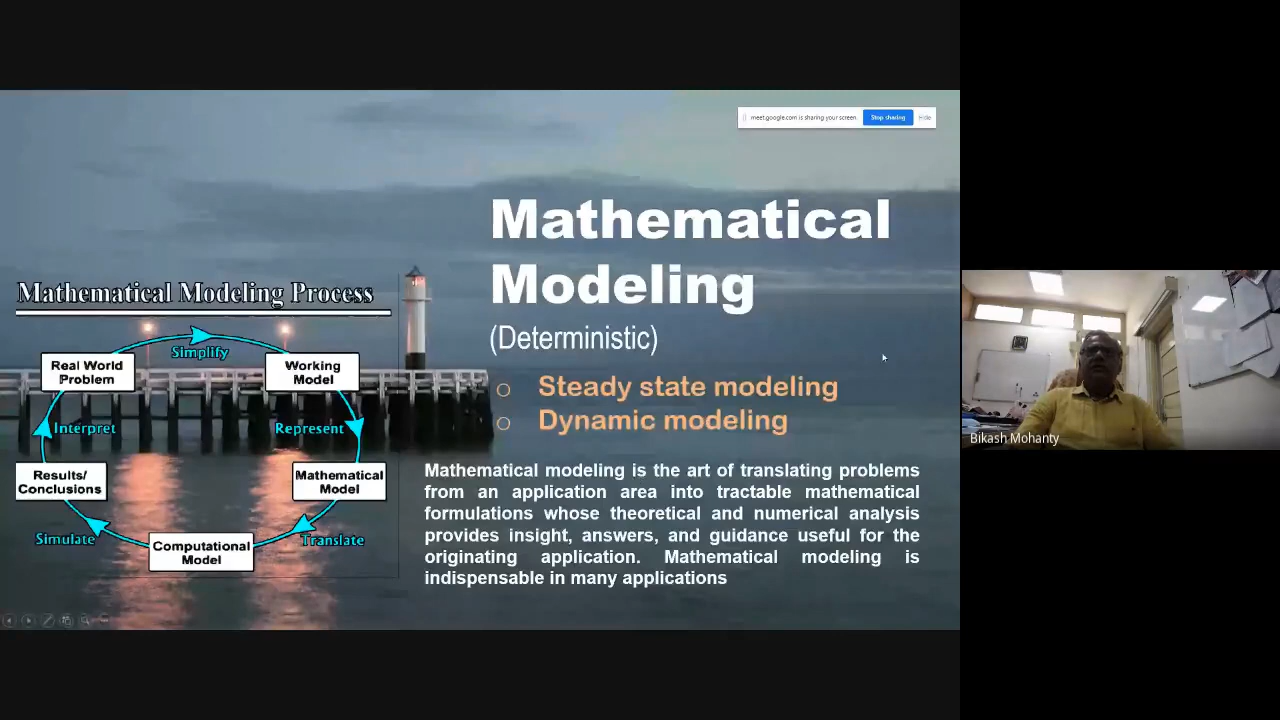 meet.google.com is sharing your screen Stop sharing Hide
Mathematical
Modeling
(Deterministic)
Mathematical Modeling Process
Simplify
Real World
Problem
Working
Model
Steady state modeling
Dynamic modeling
Interpret
Represent
Results/
Conclusions
Mathematical
Model
Simulate
Translate
Computational
Model
Mathematical modeling is the art of translating problems
from an application area into tractable mathematical
formulations whose theoretical and numerical analysis
provides insight, answers, and guidance useful for the
originating application. Mathematical modeling is
indispensable in many applications
Bikash Mohanty